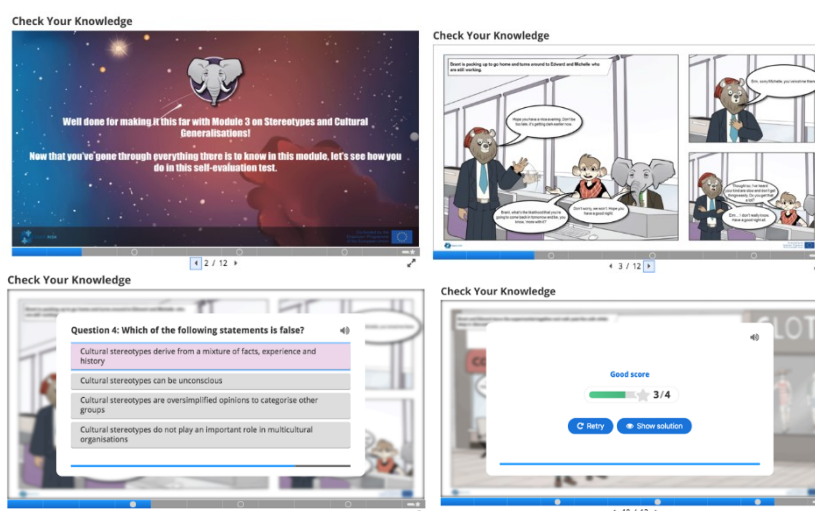 Check Your Knowledge
Well done for making it this far with Module 3 on Stereotypes and Cultural
Generalisations!
Now that you've gone through everything there is to know in this module, let's see how you
do in this self-evaluation test.
2 / 12
Check Your Knowledge
Brent is packing up to go home and turns around to Edward and Michelle who
are still working.
Hope you have a nice evening. Don't be
too late. It's getting dark earlier now.
Don't worry, we won't. Hope you
have a good night.
3 / 12
Check Your Knowledge
Question 4: Which of the following statements is false?
Cultural stereotypes derive from a mixture of facts, experience and
history
Cultural stereotypes can be unconscious
Cultural stereotypes are oversimplified opinions to categorise other
groups
Cultural stereotypes do not play an important role in multicultural
organisations
Check Your Knowledge
Good score
3/4
Retry
Show solution